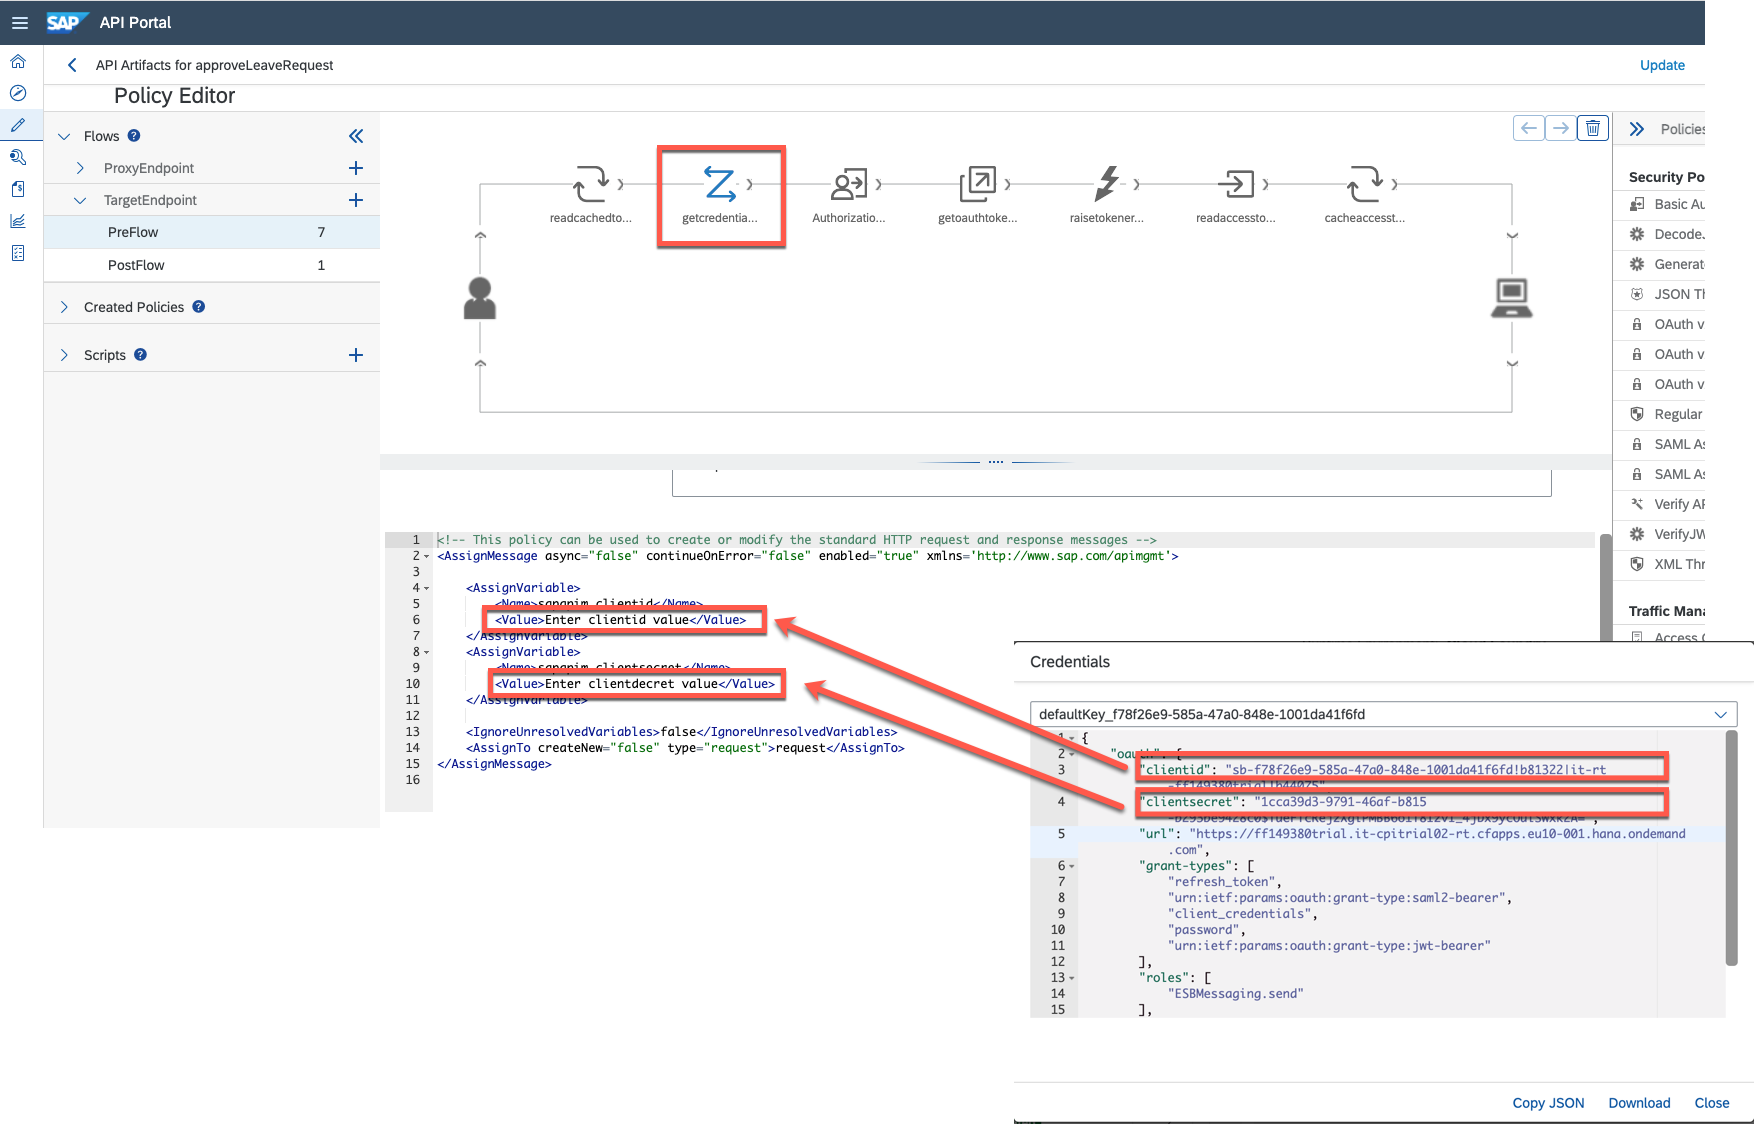 SAP API Portal
API Artifacts for approveLeaveRequest
Update
Policy Editor
Flows ?
ProxyEndpoint
TargetEndpoint
PreFlow 7
PostFlow 1
Created Policies ?
Scripts ?
readcachedto...
getcredentia...
Authorizatio...
getoauthtoke...
raisetokener...
readaccessto...
cacheaccesst...
Policies
Security Po
Basic Au
DecodeJ
Generat
JSON Th
OAuth v
OAuth v
OAuth v
Regular
SAML As
SAML As
Verify AP
VerifyJW
XML Thr
Traffic Mana
Access C
1 <!-- This policy can be used to create or modify the standard HTTP request and response messages -->
2 <AssignMessage async="false" continueOnError="false" enabled="true" xmlns='http://www.sap.com/apimgmt'>
3
4 <AssignVariable>
5 <Name>sapapim.clientid</Name>
6 <Value>Enter clientid value</Value>
7 </AssignVariable>
8 <AssignVariable>
9 <Name>sapapim.clientsecret</Name>
10 <Value>Enter clientdecret value</Value>
11 </AssignVariable>
12
13 <IgnoreUnresolvedVariables>false</IgnoreUnresolvedVariables>
14 <AssignTo createNew="false" type="request">request</AssignTo>
15 </AssignMessage>
16
Credentials
defaultKey_f78f26e9-585a-47a0-848e-1001da41f6fd
1 {
2 "oauth": {
3 "clientid": "sb-f78f26e9-585a-47a0-848e-1001da41f6fd!b81322|it-rt
-ff149380trial!b44075",
4 "clientsecret": "1cca39d3-9791-46af-b815
5 "url": "https://ff149380trial.it-cpitrial02-rt.cfapps.eu10-001.hana.ondemand
.com",
6 "grant-types": [
7 "refresh_token",
8 "urn:ietf:params:oauth:grant-type:saml2-bearer",
9 "client_credentials",
10 "password",
11 "urn:ietf:params:oauth:grant-type:jwt-bearer"
12 ],
13 "roles": [
14 "ESBMessaging.send"
15 ],
Copy JSON Download Close